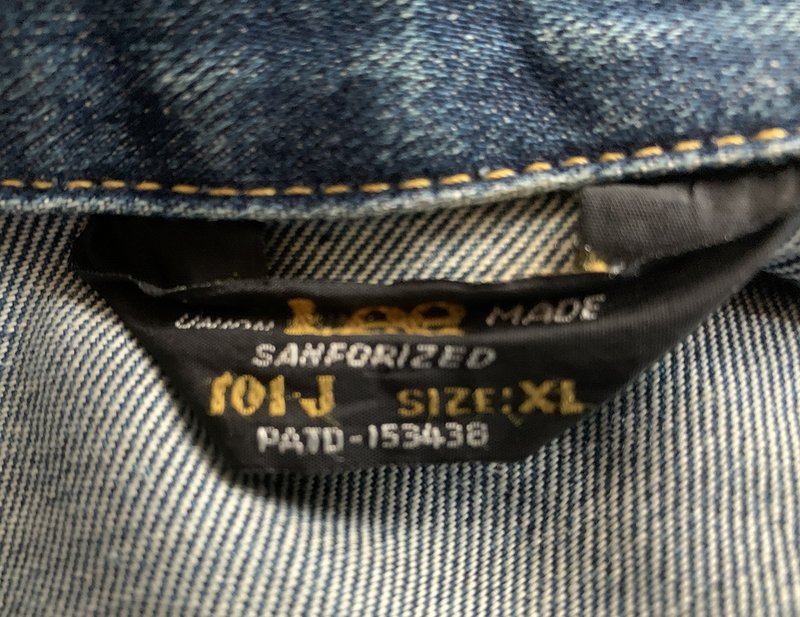 UNION Lee MADE
SANFORIZED
101-J SIZE: XL
PATD-153438